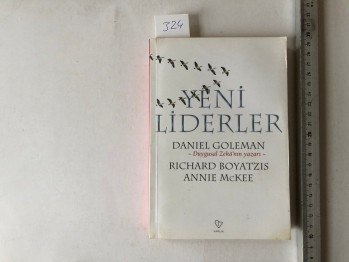 324
YENİ
LİDERLER
DANIEL GOLEMAN
- Duygusal Zekâ'nın yazarı -
RICHARD BOYATZIS
ANNIE McKEE